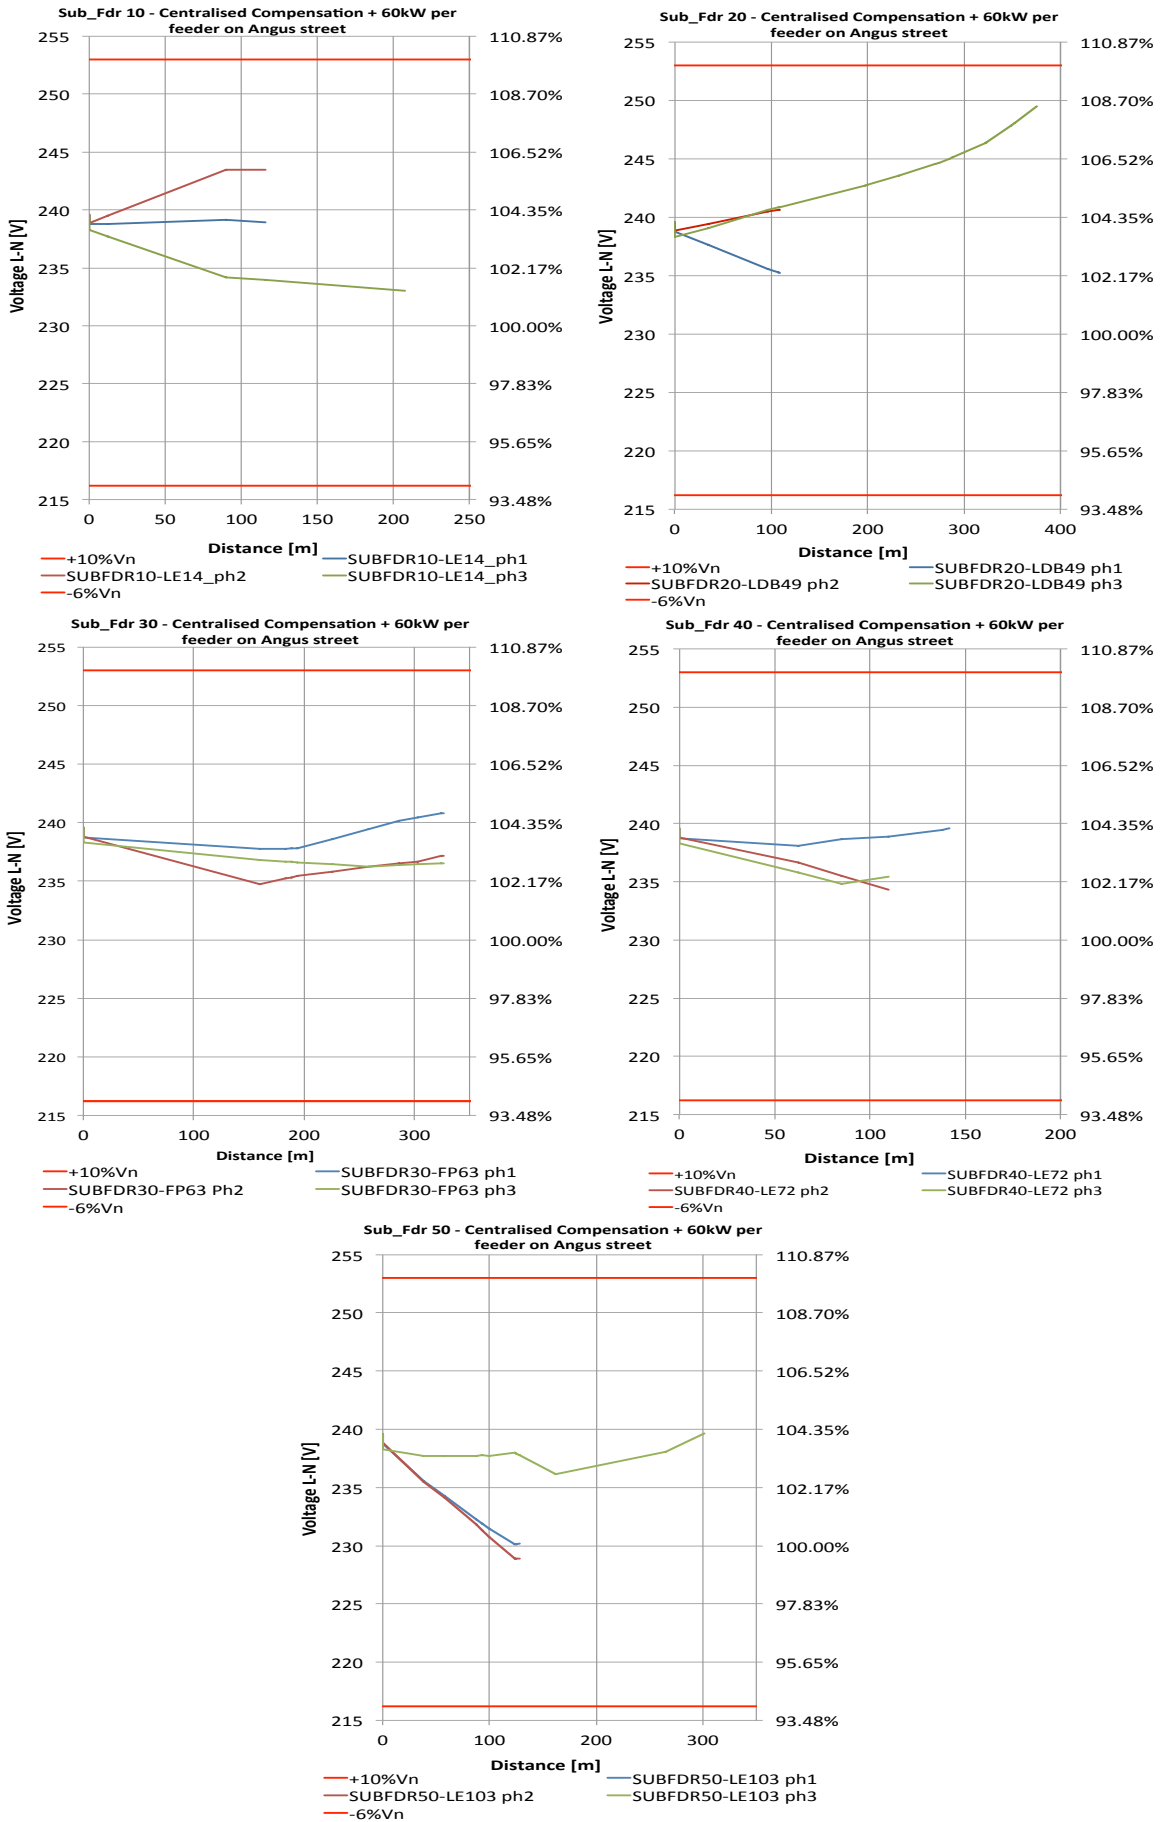 Sub_Fdr 10 - Centralised Compensation + 60kW per
feeder on Angus street
255
250
245
240
235
230
225
220
215
Voltage L-N [V]
110.87%
108.70%
106.52%
104.35%
102.17%
100.00%
97.83%
95.65%
93.48%
0 50 100 150 200 250
Distance [m]
+10%Vn SUBFDR10-LE14_ph1
SUBFDR10-LE14_ph2 SUBFDR10-LE14_ph3
-6%Vn
Sub_Fdr 20 - Centralised Compensation + 60kW per
feeder on Angus street
255
250
245
240
235
230
225
220
215
Voltage L-N [V]
110.87%
108.70%
106.52%
104.35%
102.17%
100.00%
97.83%
95.65%
93.48%
0 100 200 300 400
Distance [m]
+10%Vn SUBFDR20-LDB49 ph1
SUBFDR20-LDB49 ph2 SUBFDR20-LDB49 ph3
-6%Vn
Sub_Fdr 30 - Centralised Compensation + 60kW per
feeder on Angus street
255
250
245
240
235
230
225
220
215
Voltage L-N [V]
110.87%
108.70%
106.52%
104.35%
102.17%
100.00%
97.83%
95.65%
93.48%
0 100 200 300
Distance [m]
+10%Vn SUBFDR30-FP63 ph1
SUBFDR30-FP63 Ph2 SUBFDR30-FP63 ph3
-6%Vn
Sub_Fdr 40 - Centralised Compensation + 60kW per
feeder on Angus street
255
250
245
240
235
230
225
220
215
Voltage L-N [V]
110.87%
108.70%
106.52%
104.35%
102.17%
100.00%
97.83%
95.65%
93.48%
0 50 100 150 200
Distance [m]
+10%Vn SUBFDR40-LE72 ph1
SUBFDR40-LE72 ph2 SUBFDR40-LE72 ph3
-6%Vn
Sub_Fdr 50 - Centralised Compensation + 60kW per
feeder on Angus street
255
250
245
240
235
230
225
220
215
Voltage L-N [V]
110.87%
108.70%
106.52%
104.35%
102.17%
100.00%
97.83%
95.65%
93.48%
0 100 200 300
Distance [m]
+10%Vn SUBFDR50-LE103 ph1
SUBFDR50-LE103 ph2 SUBFDR50-LE103 ph3
-6%Vn